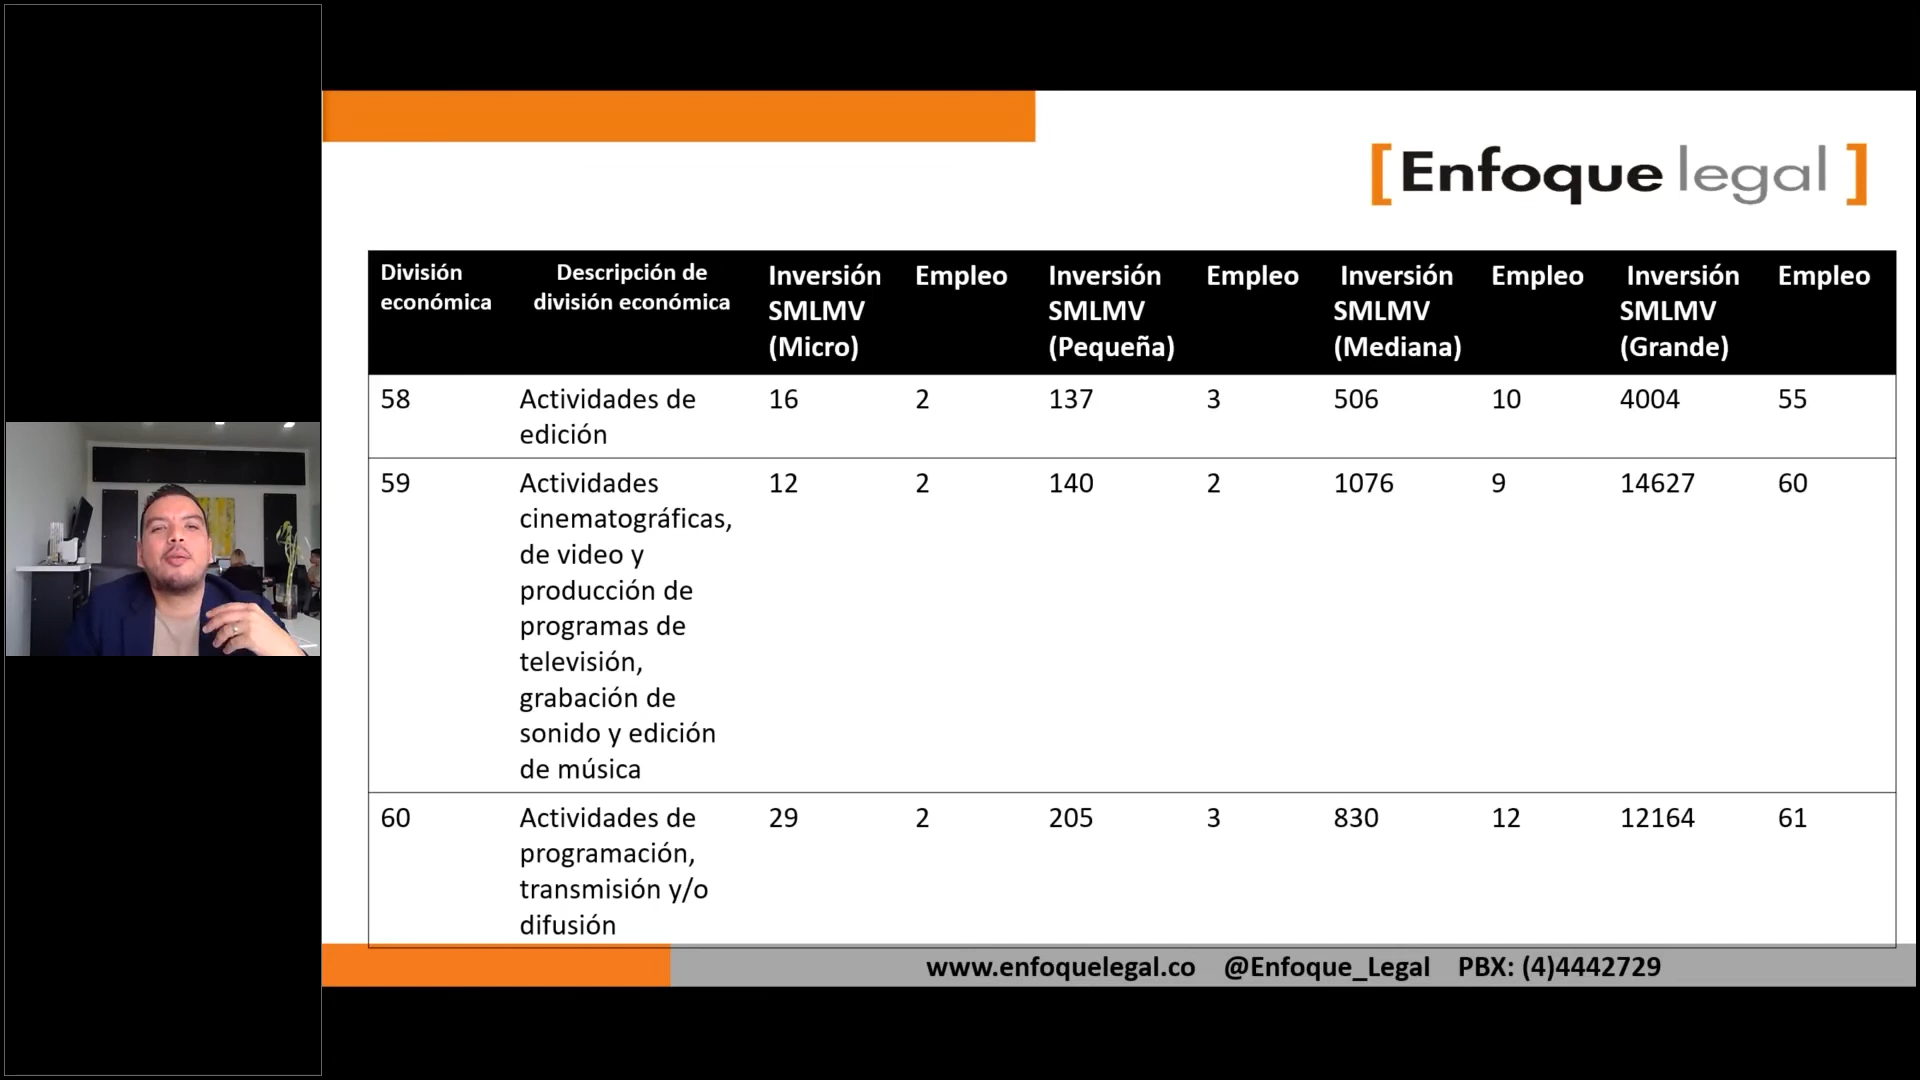 [Enfoque legal]
División económica | Descripción de división económica | Inversión SMLMV (Micro) | Empleo | Inversión SMLMV (Pequeña) | Empleo | Inversión SMLMV (Mediana) | Empleo | Inversión SMLMV (Grande) | Empleo
58 | Actividades de edición | 16 | 2 | 137 | 3 | 506 | 10 | 4004 | 55
59 | Actividades cinematográficas, de video y producción de programas de televisión, grabación de sonido y edición de música | 12 | 2 | 140 | 2 | 1076 | 9 | 14627 | 60
60 | Actividades de programación, transmisión y/o difusión | 29 | 2 | 205 | 3 | 830 | 12 | 12164 | 61
www.enfoquelegal.co @Enfoque_Legal PBX: (4)4442729